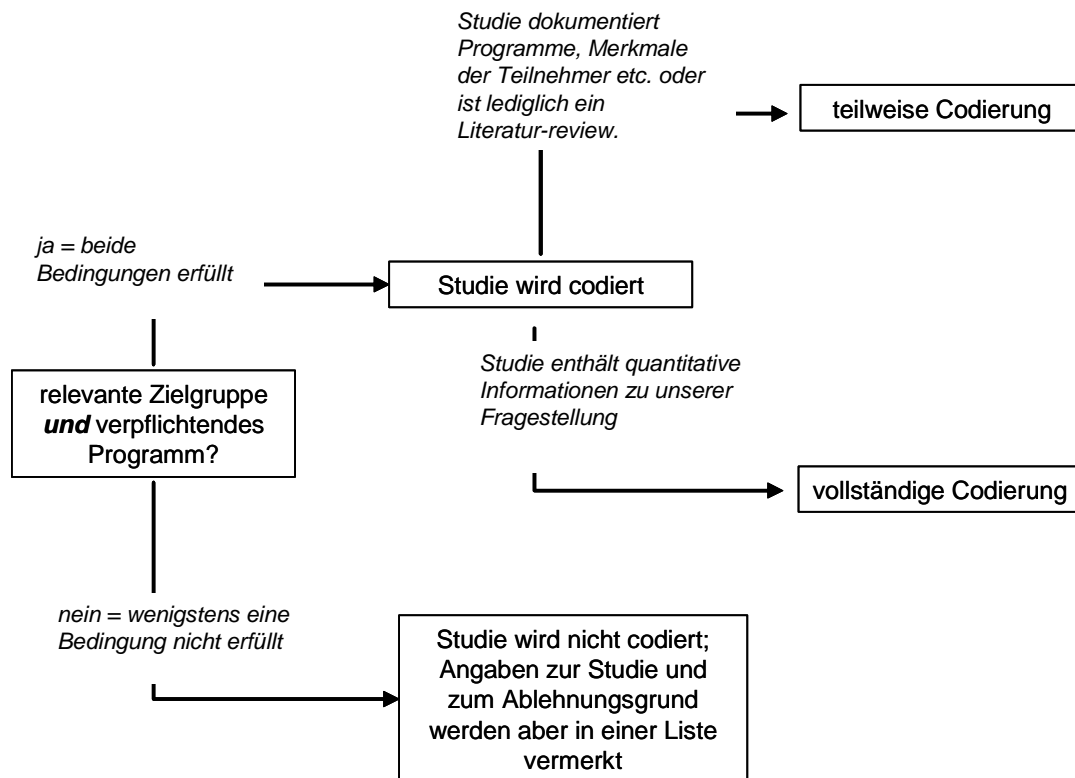 Studie dokumentiert
Programme, Merkmale
der Teilnehmer etc. oder
ist lediglich ein
Literatur-review.
teilweise Codierung
ja = beide
Bedingungen erfüllt
Studie wird codiert
Studie enthält quantitative
Informationen zu unserer
Fragestellung
relevante Zielgruppe
und verpflichtendes
Programm?
vollständige Codierung
nein = wenigstens eine
Bedingung nicht erfüllt
Studie wird nicht codiert;
Angaben zur Studie und
zum Ablehnungsgrund
werden aber in einer Liste
vermerkt